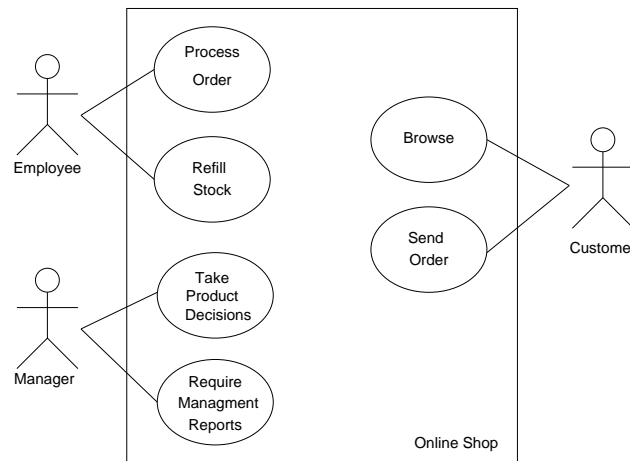 Process
Order
Employee
Refill
Stock
Browse
Send
Order
Custome
Take
Product
Decisions
Manager
Require
Managment
Reports
Online Shop